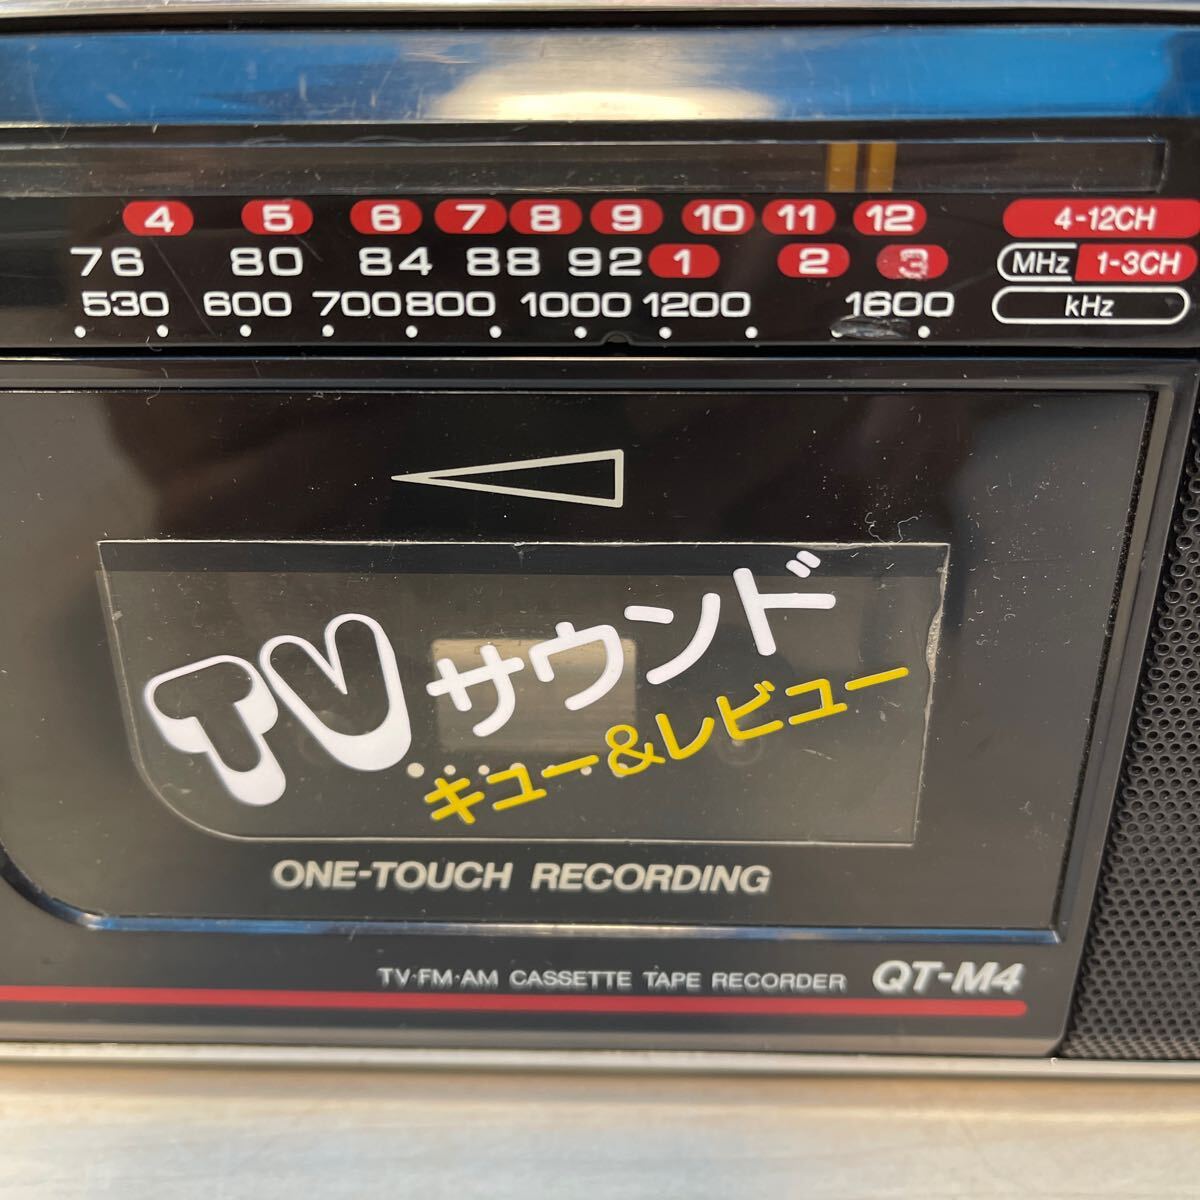 4 5 6 7 8 9 10 11 12 4-12CH
76 80 84 88 92 1 2 3 MHz 1-3CH
530 600 700 800 1000 1200 1600 kHz
TVサウンド
キュー&レビュー
ONE-TOUCH RECORDING
TV·FM·AM CASSETTE TAPE RECORDER QT-M4